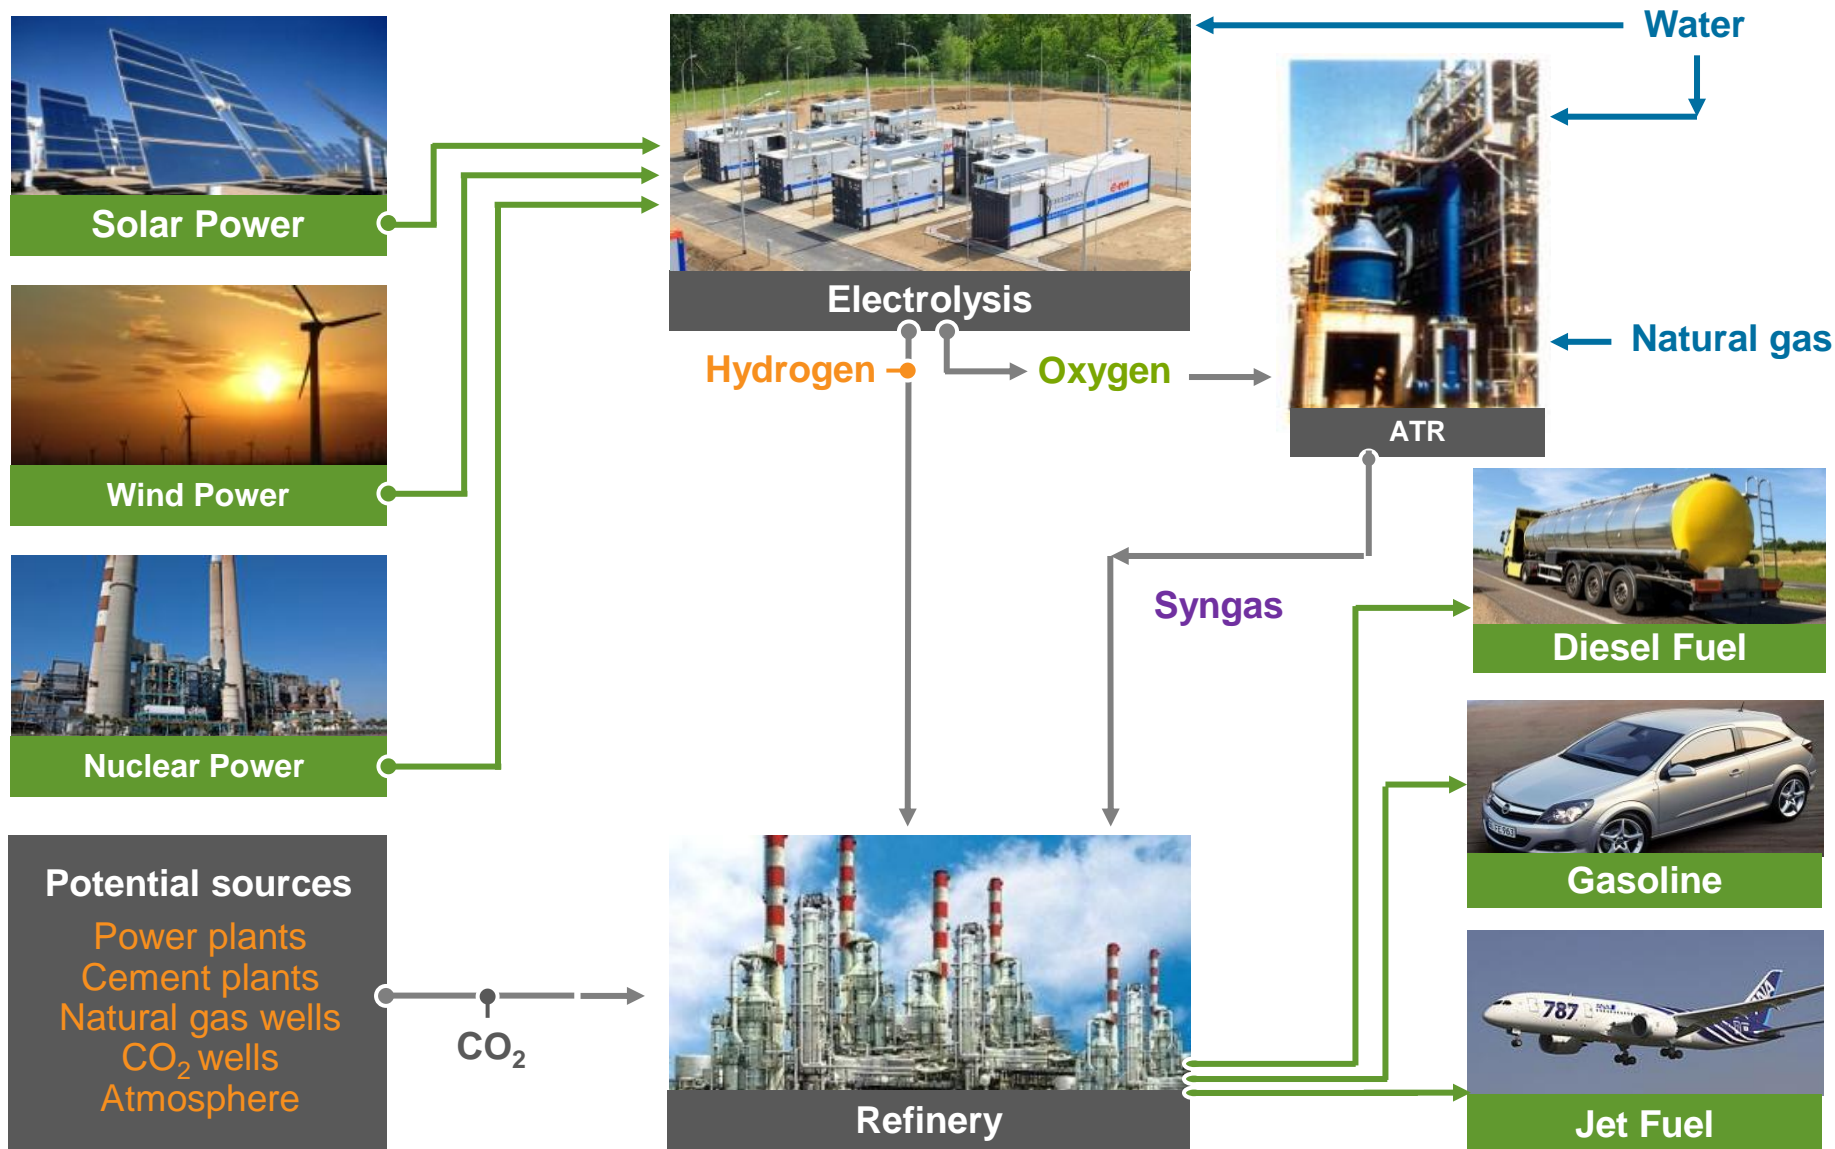 Water
Solar Power
Electrolysis
Natural gas
Hydrogen
Oxygen
ATR
Wind Power
Syngas
Diesel Fuel
Nuclear Power
Potential sources
Power plants
Cement plants
Natural gas wells
CO₂ wells
Atmosphere
CO₂
Refinery
Gasoline
787
Jet Fuel